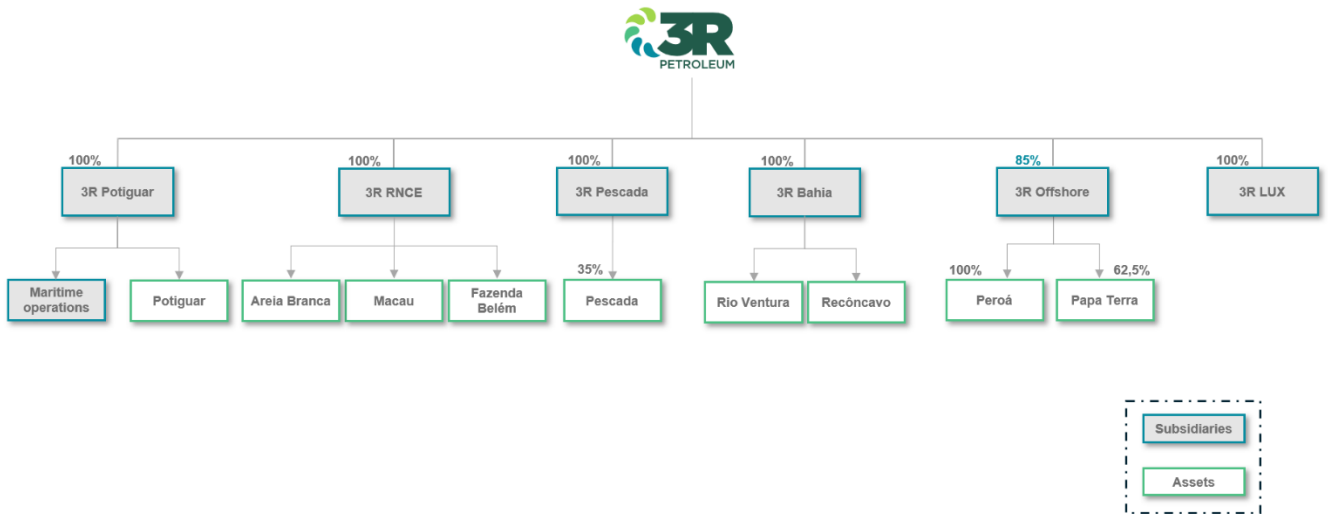 3R
PETROLEUM
100%
100%
100%
100%
85%
100%
3R Potiguar
3R RNCE
3R Pescada
3R Bahia
3R Offshore
3R LUX
35%
100%
62,5%
Maritime
operations
Potiguar
Areia Branca
Macau
Fazenda
Belém
Pescada
Rio Ventura
Recôncavo
Peroá
Papa Terra
Subsidiaries
Assets